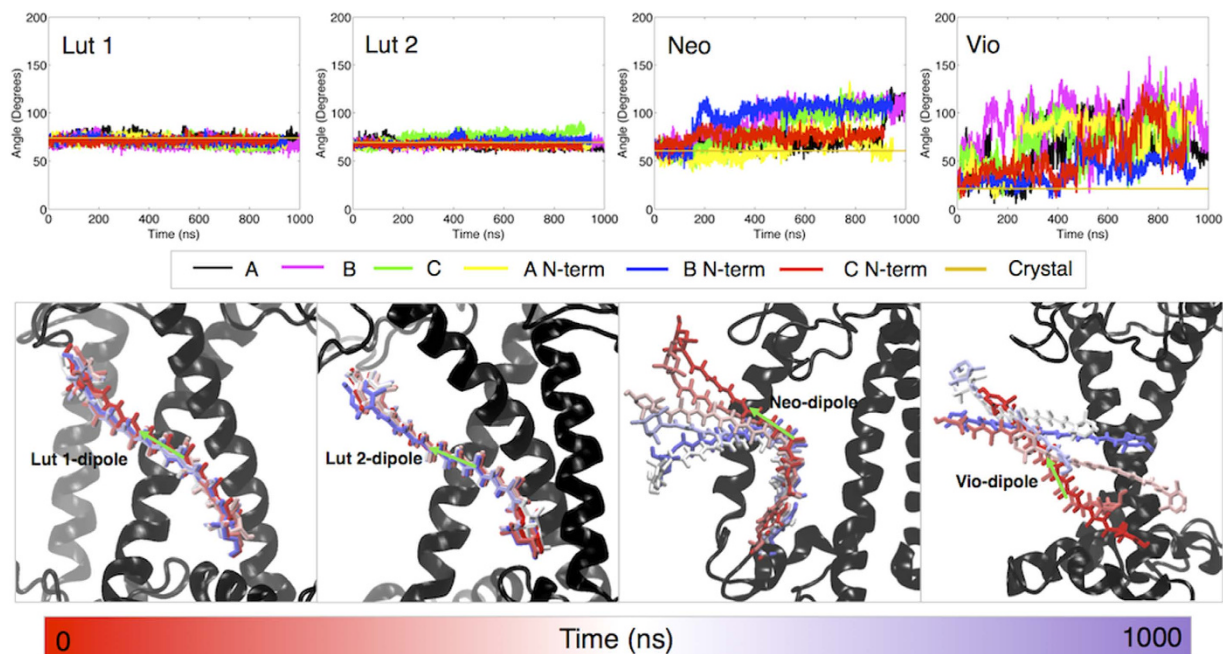 Lut 1
Angle (Degrees)
200
150
100
50
0
0 200 400 600 800 1000
Time (ns)
Lut 2
Angle (Degrees)
200
150
100
50
0
0 200 400 600 800 1000
Time (ns)
Neo
Angle (Degrees)
200
150
100
50
0
0 200 400 600 800 1000
Time (ns)
Vio
Angle (Degrees)
200
150
100
50
0
0 200 400 600 800 1000
Time (ns)
A B C A N-term B N-term C N-term Crystal
Lut 1-dipole
Lut 2-dipole
Neo-dipole
Vio-dipole
0 Time (ns) 1000